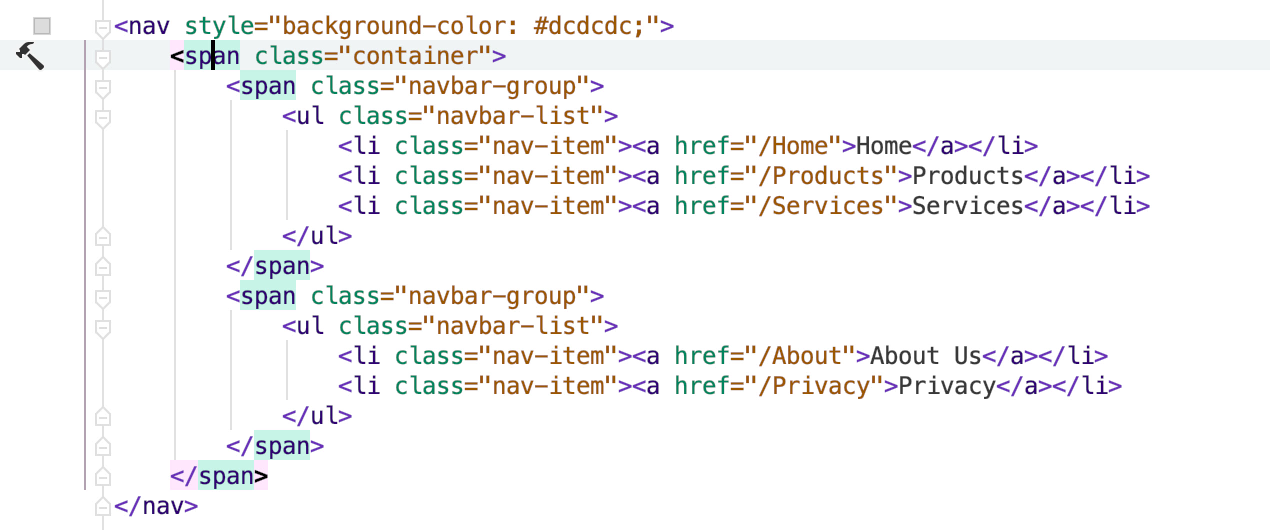 <nav style="background-color: #dcdcdc;">
    <span class="container">
        <span class="navbar-group">
            <ul class="navbar-list">
                <li class="nav-item"><a href="/Home">Home</a></li>
                <li class="nav-item"><a href="/Products">Products</a></li>
                <li class="nav-item"><a href="/Services">Services</a></li>
            </ul>
        </span>
        <span class="navbar-group">
            <ul class="navbar-list">
                <li class="nav-item"><a href="/About">About Us</a></li>
                <li class="nav-item"><a href="/Privacy">Privacy</a></li>
            </ul>
        </span>
    </span>
</nav>